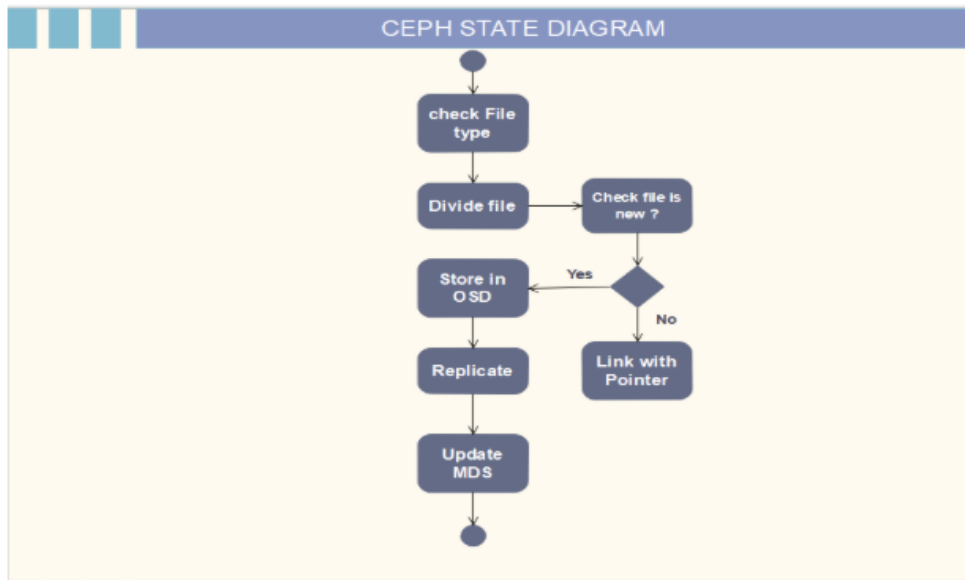 CEPH STATE DIAGRAM
check File
type
Divide file
Check file is
new ?
Yes
No
Store in
OSD
Link with
Pointer
Replicate
Update
MDS